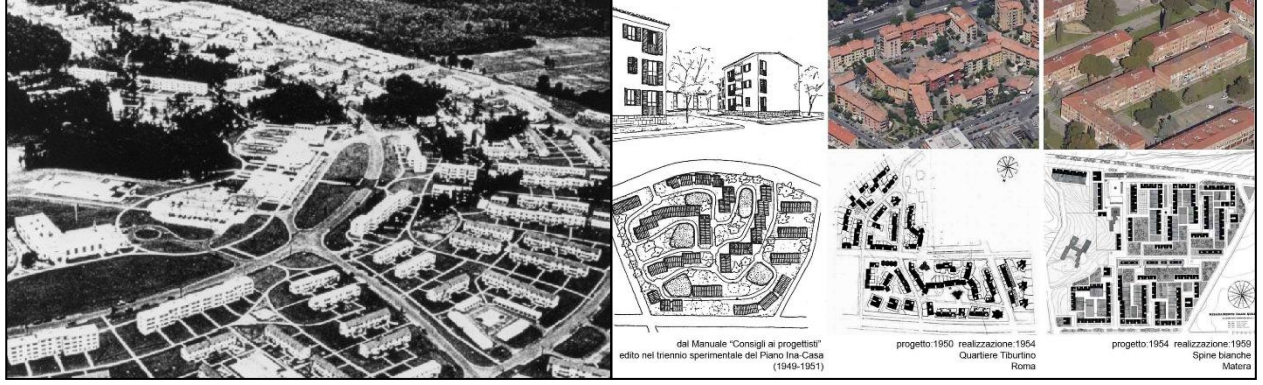 dal Manuale "Consigli ai progettisti"
edito nel triennio sperimentale del Piano Ina-Casa
(1949-1951)
progetto:1950 realizzazione:1954
Quartiere Tiburtino
Roma
progetto:1954 realizzazione:1959
Spine bianche
Matera